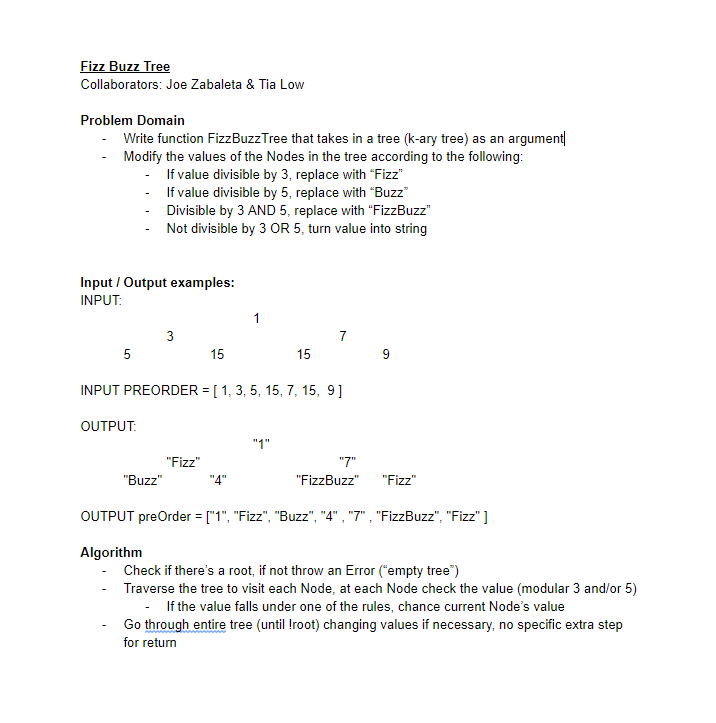 Fizz Buzz Tree
Collaborators: Joe Zabaleta & Tia Low
Problem Domain
- Write function FizzBuzzTree that takes in a tree (k-ary tree) as an argument
- Modify the values of the Nodes in the tree according to the following:
- If value divisible by 3, replace with “Fizz”
- If value divisible by 5, replace with “Buzz”
- Divisible by 3 AND 5, replace with “FizzBuzz”
- Not divisible by 3 OR 5, turn value into string
Input / Output examples:
INPUT:
1
3 7
5 15 15 9
INPUT PREORDER = [ 1, 3, 5, 15, 7, 15, 9 ]
OUTPUT:
"1"
"Fizz" "7"
"Buzz" "4" "FizzBuzz" "Fizz"
OUTPUT preOrder = ["1", "Fizz", "Buzz", "4" , "7" , "FizzBuzz", "Fizz" ]
Algorithm
- Check if there’s a root, if not throw an Error (“empty tree”)
- Traverse the tree to visit each Node, at each Node check the value (modular 3 and/or 5)
- If the value falls under one of the rules, chance current Node’s value
- Go through entire tree (until !root) changing values if necessary, no specific extra step
for return